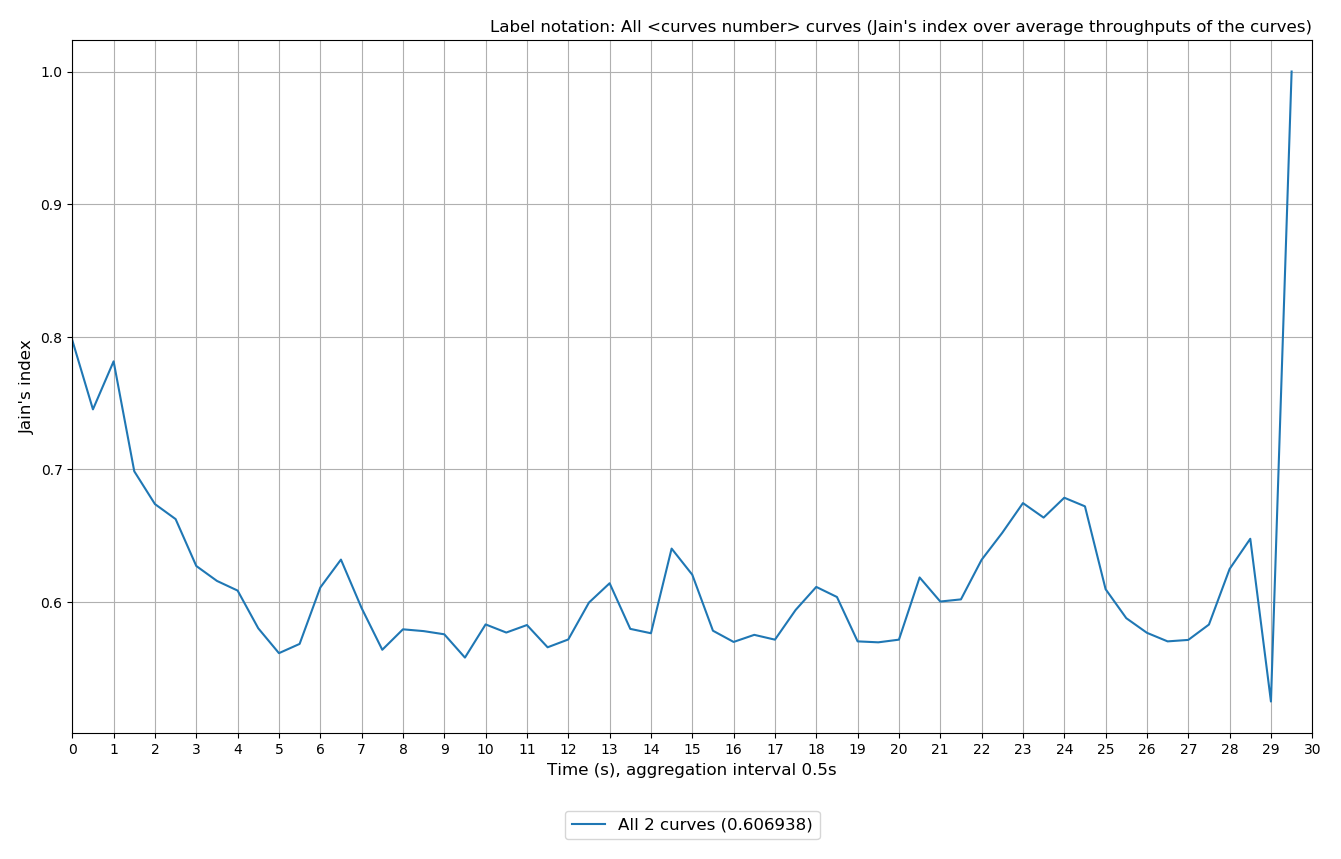 Label notation: All <curves number> curves (Jain's index over average throughputs of the curves)
1.0
0.9
0.8
0.7
0.6
Jain's index
0 1 2 3 4 5 6 7 8 9 10 11 12 13 14 15 16 17 18 19 20 21 22 23 24 25 26 27 28 29 30
Time (s), aggregation interval 0.5s
All 2 curves (0.606938)